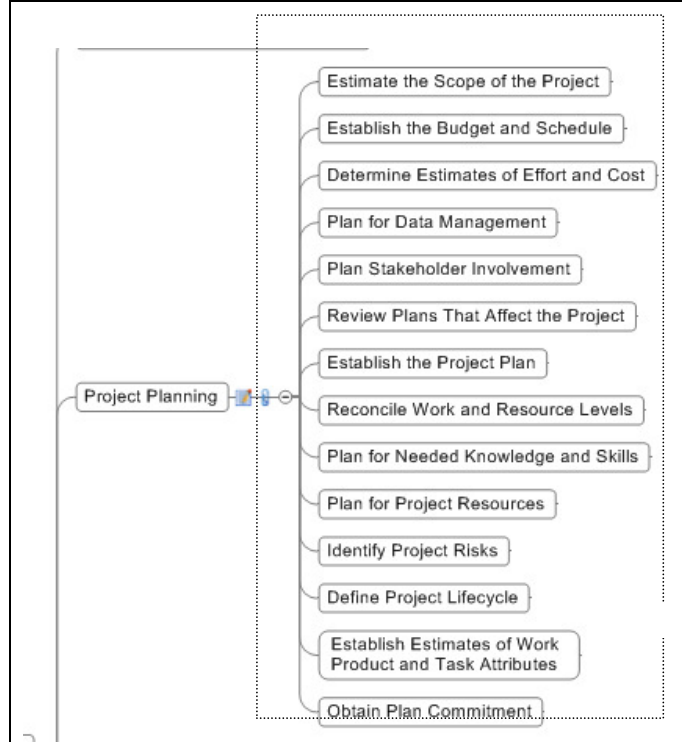 Estimate the Scope of the Project
Establish the Budget and Schedule
Determine Estimates of Effort and Cost
Plan for Data Management
Plan Stakeholder Involvement
Review Plans That Affect the Project
Establish the Project Plan
Project Planning
Reconcile Work and Resource Levels
Plan for Needed Knowledge and Skills
Plan for Project Resources
Identify Project Risks
Define Project Lifecycle
Establish Estimates of Work
Product and Task Attributes
Obtain Plan Commitment